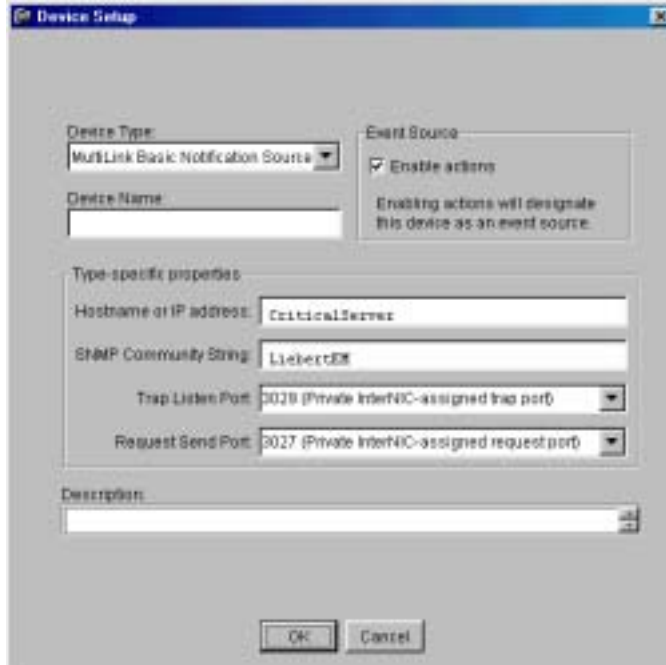 Device Setup
Device Type:
MultiLink Basic Notification Source
Event Source
Enable actions
Enabling actions will designate
this device as an event source.
Device Name:
Type-specific properties
Hostname or IP address:
CriticalServer
SNMP Community String:
LiebertEM
Trap Listen Port:
3028 (Private InterNIC-assigned trap port)
Request Send Port:
3027 (Private InterNIC-assigned request port)
Description:
OK
Cancel